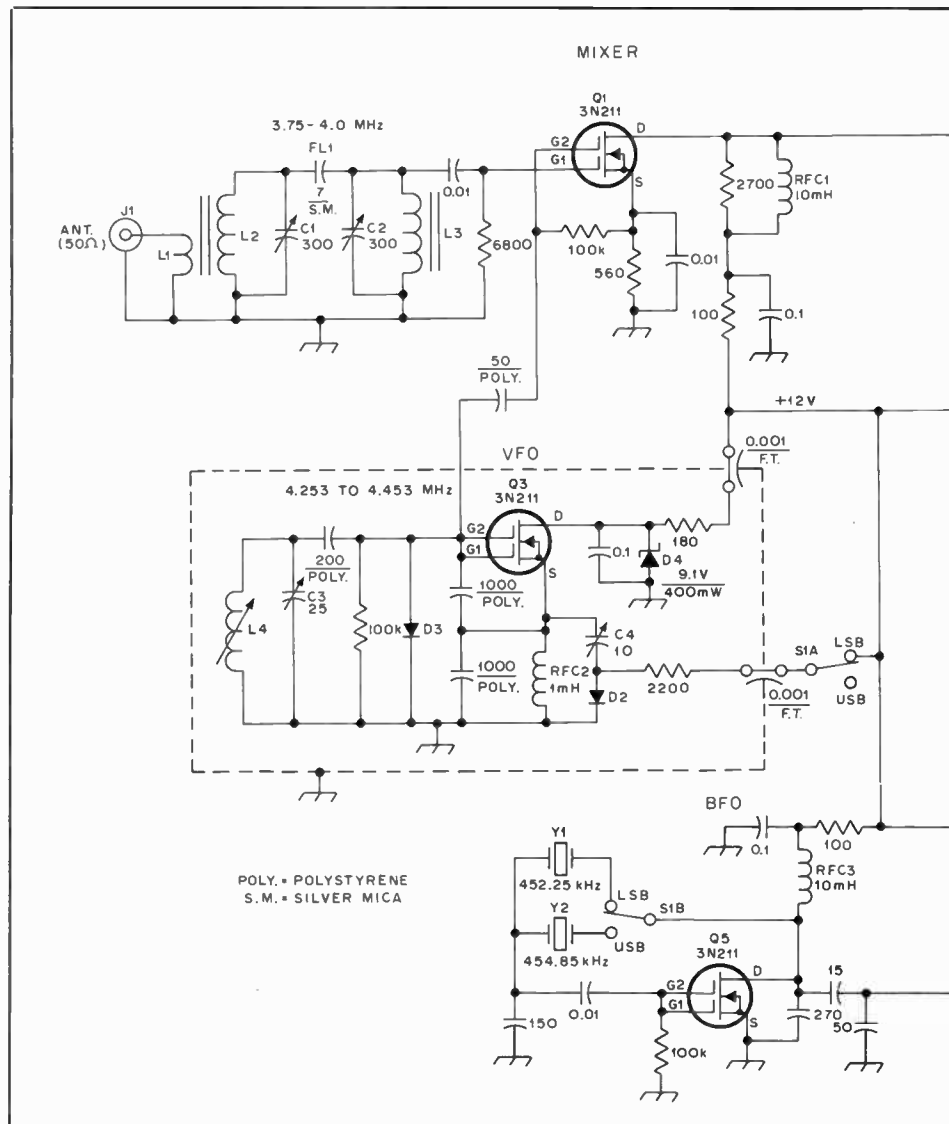 MIXER
Q1
3N211
D
G2
G1
S
3.75-4.0 MHz
FL1
7
S.M.
0.01
J1
ANT.
(50Ω)
L1
L2
C1
300
C2
300
L3
6800
100k
560
0.01
2700
RFC1
10mH
100
0.1
50
POLY.
+12V
0.001
F.T.
VFO
4.253 TO 4.453 MHz
Q3
3N211
D
G2
G1
S
200
POLY.
L4
C3
25
100k
D3
1000
POLY.
1000
POLY.
0.1
D4
180
9.1V
400mW
RFC2
1mH
C4
10
D2
2200
0.001
F.T.
S1A
LSB
USB
BFO
0.1
100
RFC3
10mH
POLY. = POLYSTYRENE
S.M. = SILVER MICA
Y1
452.25 kHz
LSB
S1B
Y2
USB
454.85 kHz
Q5
3N211
D
G2
G1
S
150
0.01
100k
15
270
50